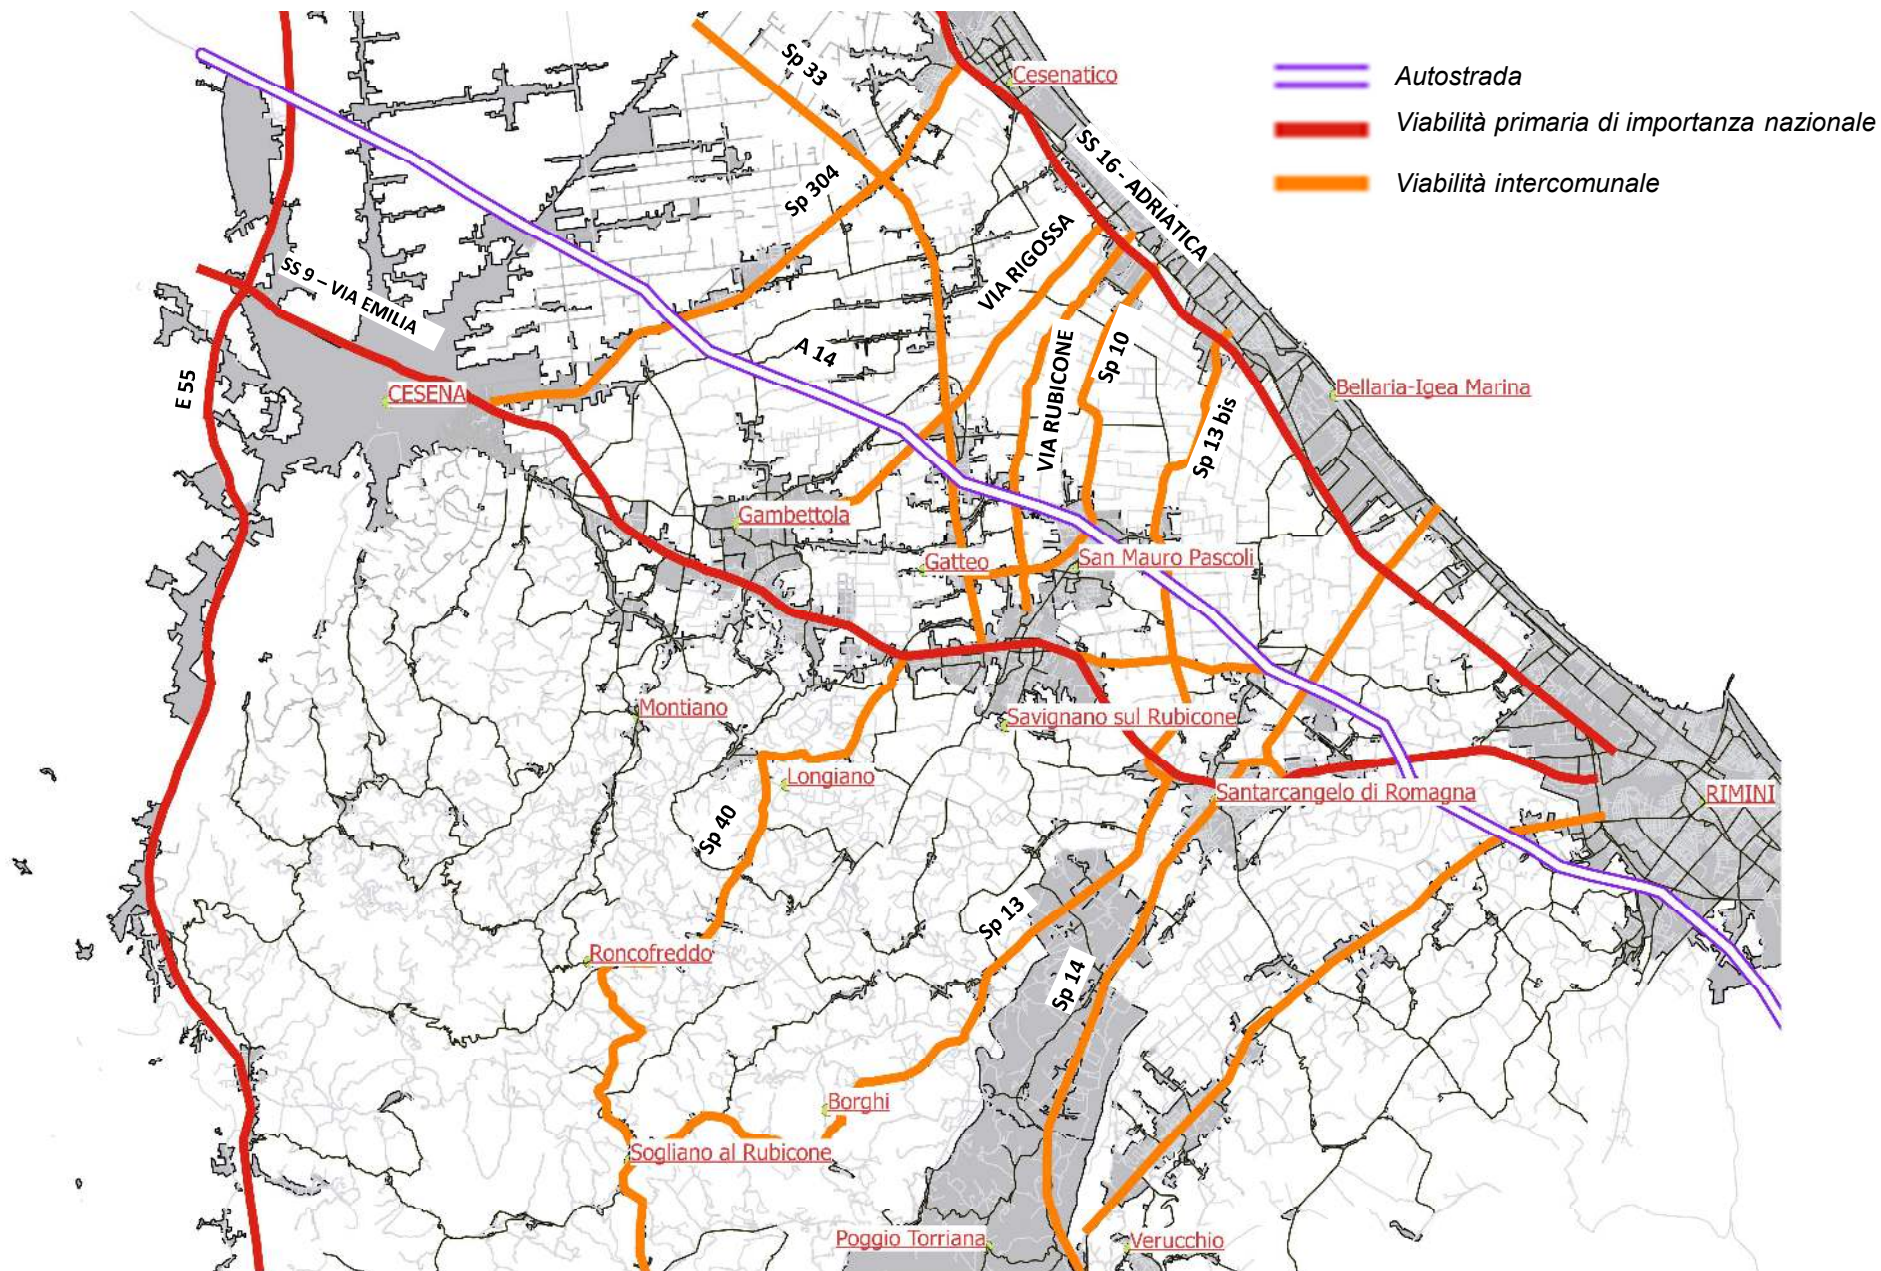 Sp 33
Cesenatico
Autostrada
Viabilità primaria di importanza nazionale
Viabilità intercomunale
SS 16 - ADRIATICA
Sp 304
VIA RIGOSSA
SS 9 – VIA EMILIA
A 14
VIA RUBICONE
Sp 10
E 55
CESENA
Bellaria-Igea Marina
Sp 13 bis
Gambettola
Gatteo
San Mauro Pascoli
Montiano
Savignano sul Rubicone
Longiano
Santarcangelo di Romagna
RIMINI
Sp 40
Sp 13
Roncofreddo
Sp 14
Borghi
Sogliano al Rubicone
Poggio Torriana
Verucchio